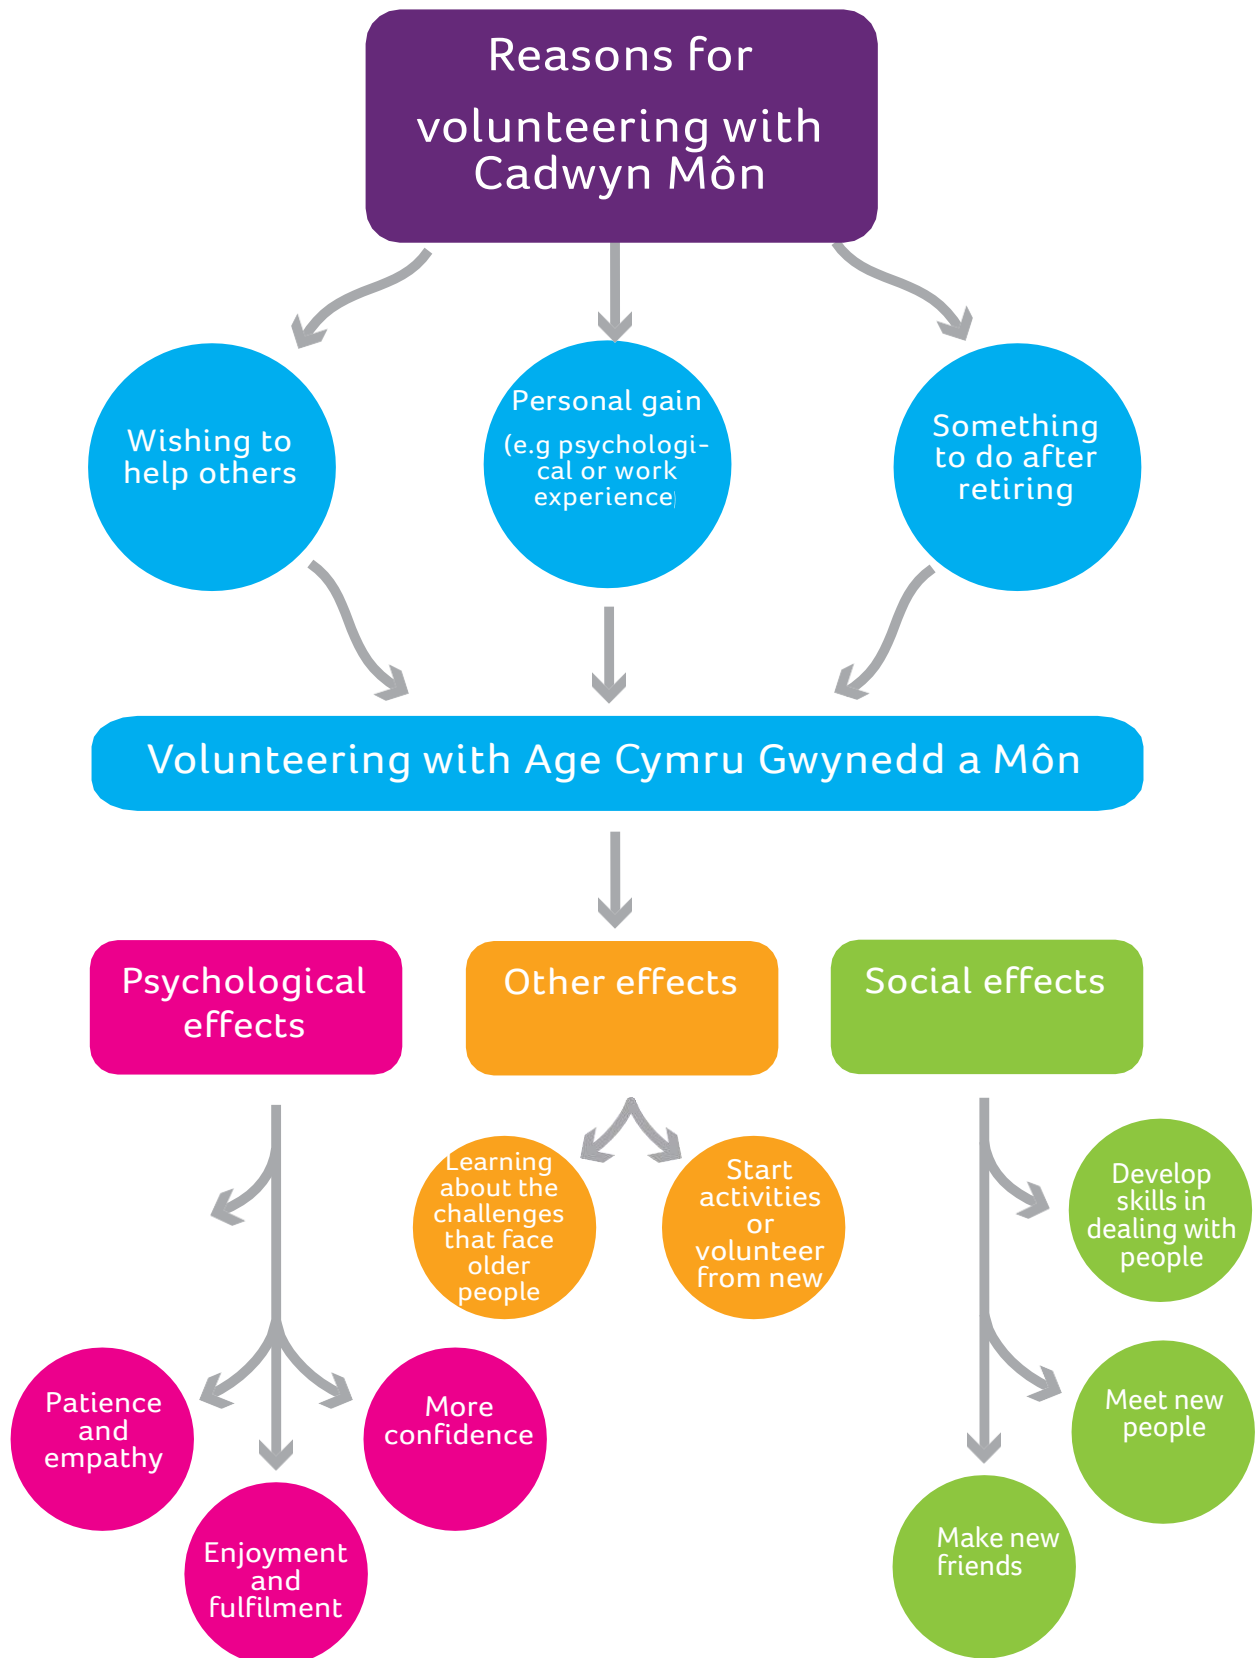 Reasons for
volunteering with
Cadwyn Môn
Wishing to
help others
Personal gain
(e.g psychologi-
cal or work
experience)
Something
to do after
retiring
Volunteering with Age Cymru Gwynedd a Môn
Psychological
effects
Other effects
Social effects
Learning
about the
challenges
that face
older
people
Start
activities
or
volunteer
from new
Develop
skills in
dealing with
people
Patience
and
empathy
More
confidence
Meet new
people
Enjoyment
and
fulfilment
Make new
friends